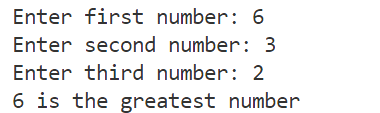 Enter first number: 6
Enter second number: 3
Enter third number: 2
6 is the greatest number